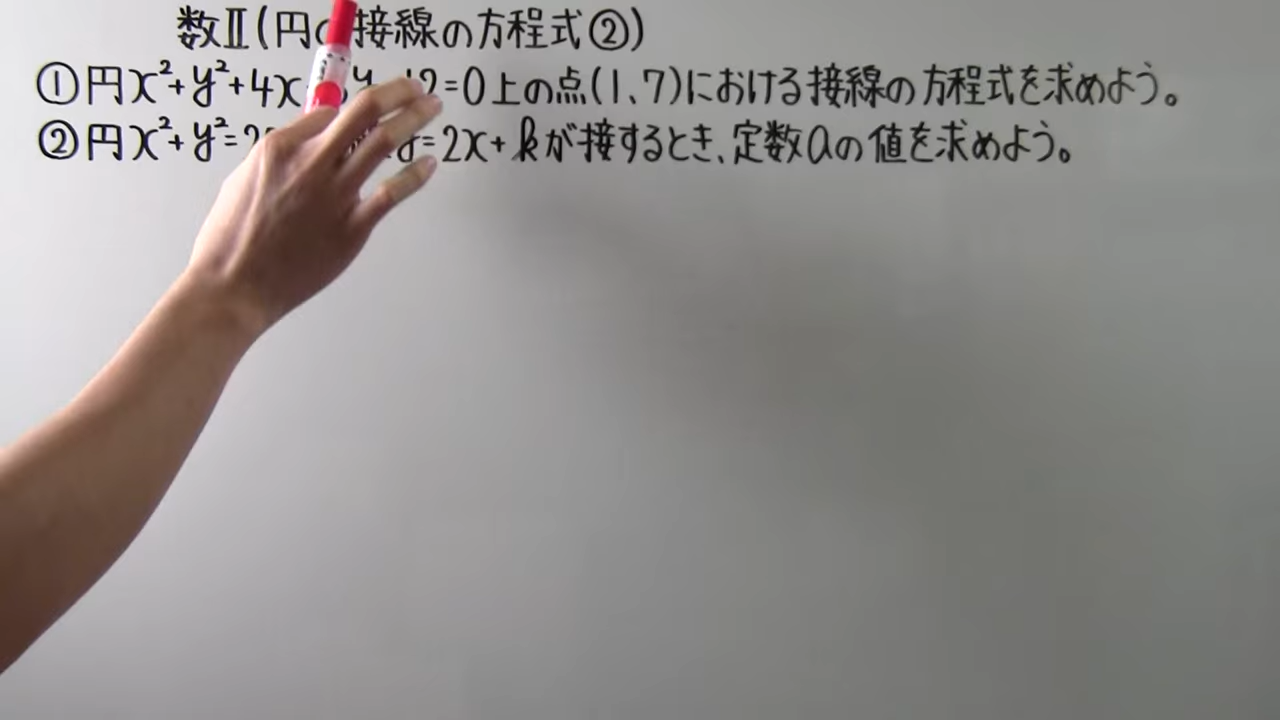 数Ⅱ(円の接線の方程式②)
①円x²+y²+4x y 12=0上の点(1、7)における接線の方程式を求めよう。
②円x²+y²=2 y=2x+kが接するとき、定数aの値を求めよう。